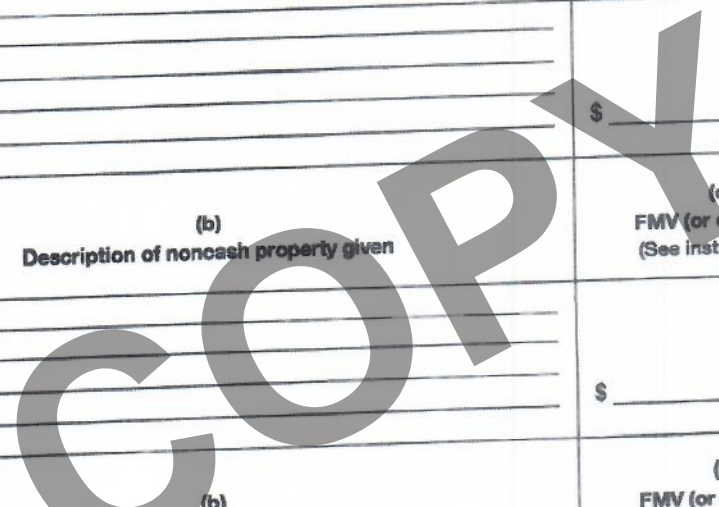 $
(b)
Description of noncash property given
FMV (or
(See inst
$
(b)
FMV (or
COPY